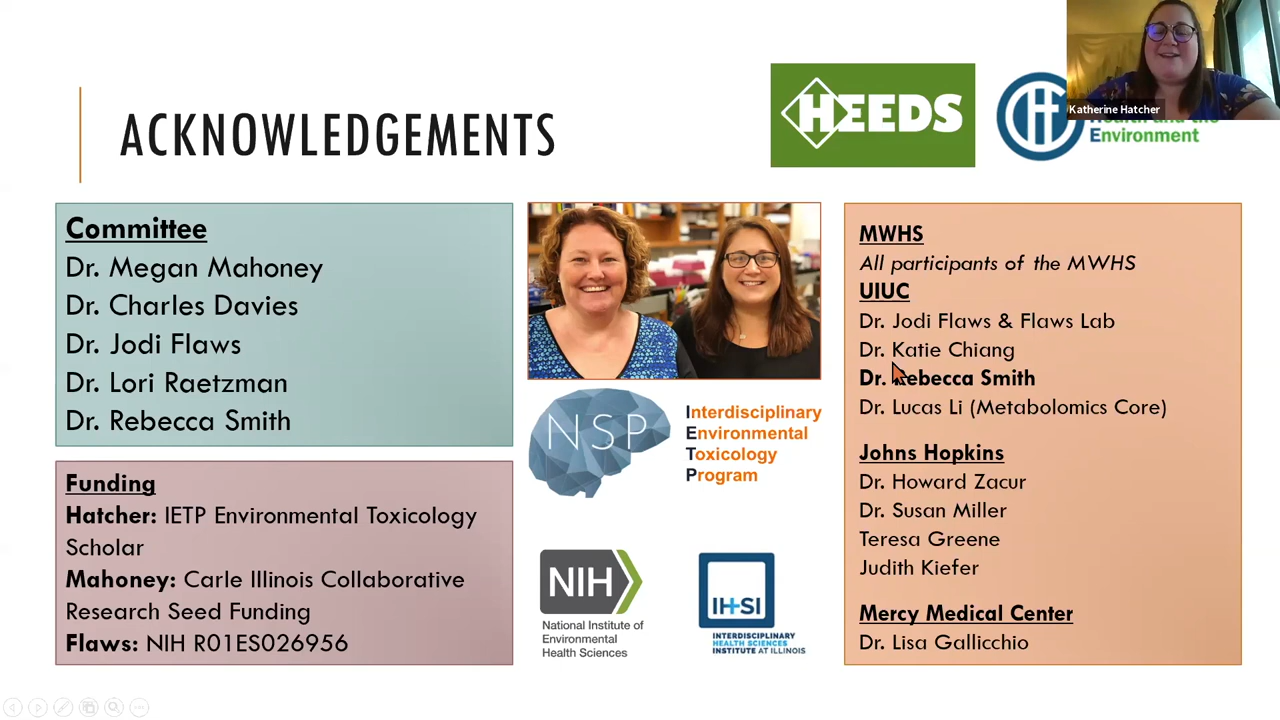 ACKNOWLEDGEMENTS
HEEDS
Katherine Hatcher
Environment
Committee
Dr. Megan Mahoney
Dr. Charles Davies
Dr. Jodi Flaws
Dr. Lori Raetzman
Dr. Rebecca Smith
Funding
Hatcher: IETP Environmental Toxicology
Scholar
Mahoney: Carle Illinois Collaborative
Research Seed Funding
Flaws: NIH R01ES026956
NSP
Interdisciplinary
Environmental
Toxicology
Program
NIH
National Institute of
Environmental
Health Sciences
IHSI
INTERDISCIPLINARY
HEALTH SCIENCES
INSTITUTE AT ILLINOIS
MWHS
All participants of the MWHS
UIUC
Dr. Jodi Flaws & Flaws Lab
Dr. Katie Chiang
Dr. Rebecca Smith
Dr. Lucas Li (Metabolomics Core)
Johns Hopkins
Dr. Howard Zacur
Dr. Susan Miller
Teresa Greene
Judith Kiefer
Mercy Medical Center
Dr. Lisa Gallicchio